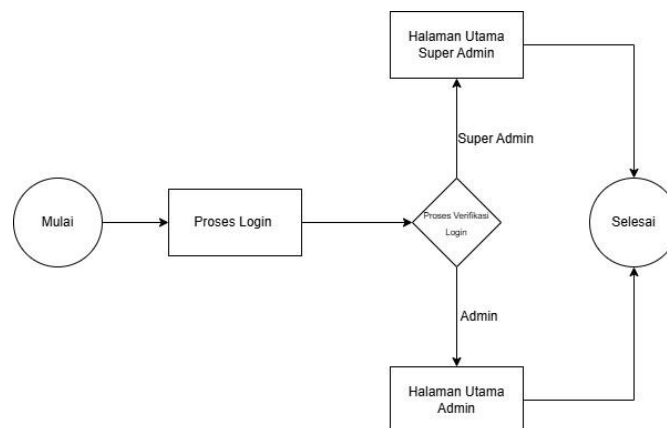 Halaman Utama
Super Admin
Super Admin
Mulai
Proses Login
Proses Verifikasi
Login
Selesai
Admin
Halaman Utama
Admin